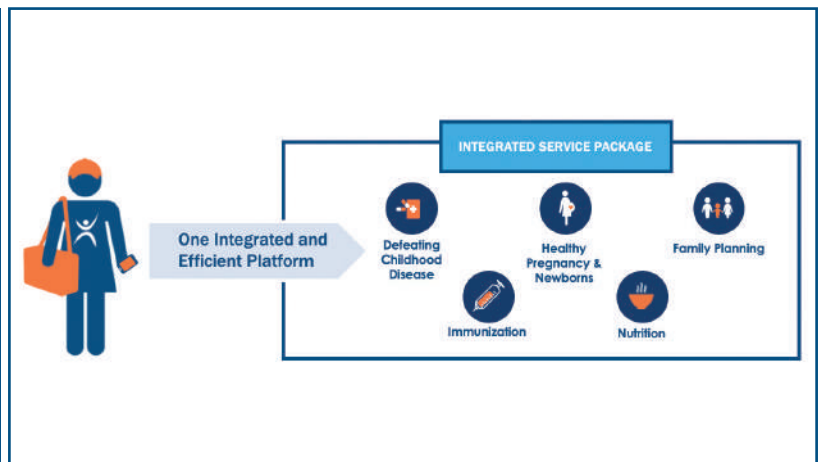 INTEGRATED SERVICE PACKAGE
One Integrated and
Efficient Platform
Defeating
Childhood
Disease
Healthy
Pregnancy &
Newborns
Family Planning
Immunization
Nutrition